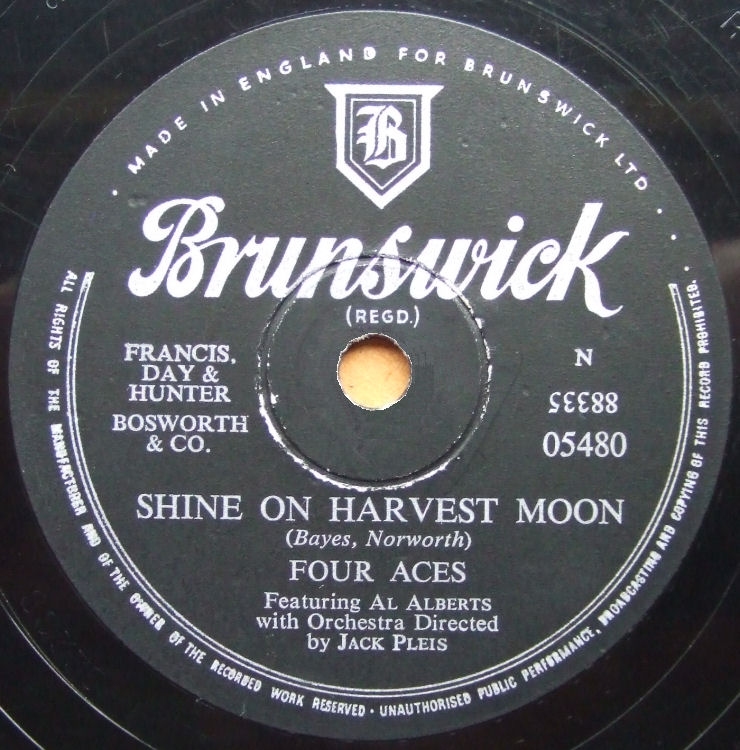 · MADE IN ENGLAND FOR BRUNSWICK LTD ·
B
Brunswick
(REGD.)
FRANCIS,
DAY &
HUNTER
BOSWORTH
& CO.
N
88335
05480
SHINE ON HARVEST MOON
(Bayes, Norworth)
FOUR ACES
Featuring AL ALBERTS
with Orchestra Directed
by JACK PLEIS
ALL RIGHTS OF THE MANUFACTURER AND OF THE OWNER OF THE RECORDED WORK RESERVED · UNAUTHORISED PUBLIC PERFORMANCE, BROADCASTING AND COPYING OF THIS RECORD PROHIBITED.